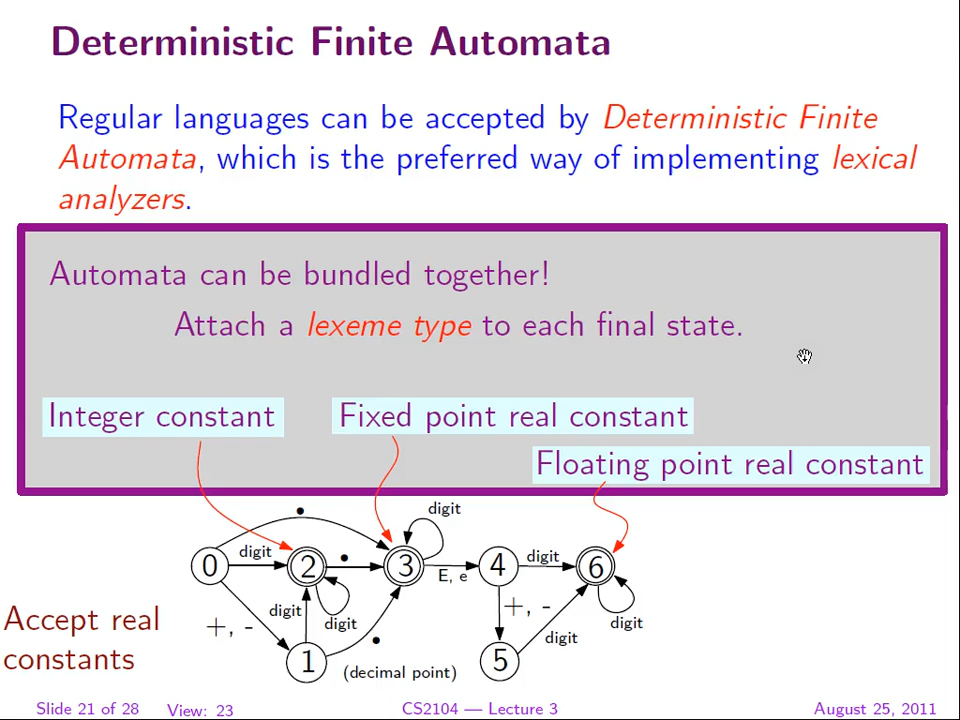 Deterministic Finite Automata
Regular languages can be accepted by Deterministic Finite
Automata, which is the preferred way of implementing lexical
analyzers.
Automata can be bundled together!
Attach a lexeme type to each final state.
Integer constant
Fixed point real constant
Floating point real constant
digit
0 digit 2 • 3 E, e 4 digit 6
•
+, -
digit
digit
•
+, -
digit
digit
1
5
(decimal point)
Accept real
constants
Slide 21 of 28 View: 23 CS2104 — Lecture 3 August 25, 2011